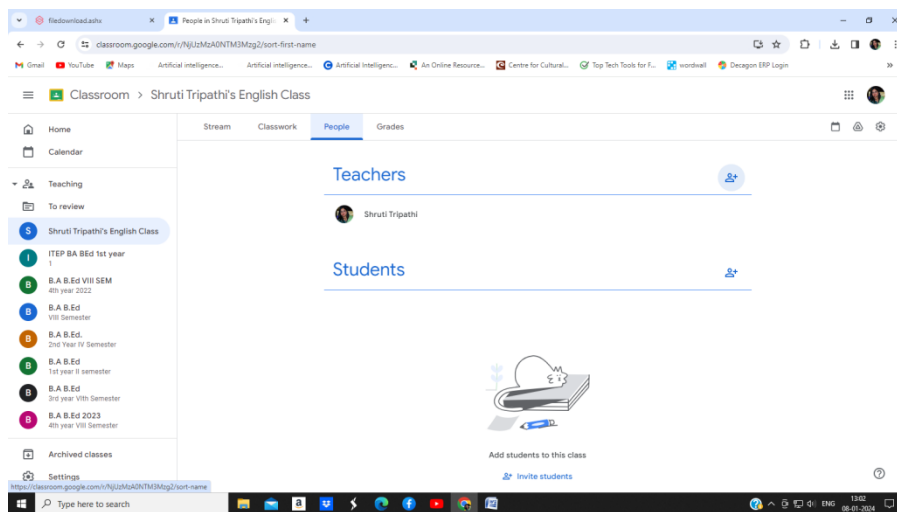 filedownload.ashx
People in Shruti Tripathi's Englis
classroom.google.com/r/NjUzMzA0NTM3Mzg2/sort-first-name
Gmail YouTube Maps Artificial intelligence... Artificial intelligence... Artificial Intelligenc... An Online Resource... Centre for Cultural... Top Tech Tools for F... wordwall Decagon ERP Login
Classroom > Shruti Tripathi's English Class
Stream Classwork People Grades
Home
Calendar
Teaching
To review
S Shruti Tripathi's English Class
I ITEP BA BEd 1st year
1
B B.A B.Ed VIII SEM
4th year 2022
B B.A B.Ed
VIII Semester
B B.A B.Ed.
2nd Year IV Semester
B B.A B.Ed
1st year II semester
B B.A B.Ed
3rd year VIth Semester
B B.A B.Ed 2023
4th year VIII Semester
Archived classes
Settings
https://classroom.google.com/r/NjUzMzA0NTM3Mzg2/sort-name
Teachers
Shruti Tripathi
Students
Add students to this class
Invite students
Type here to search
ENG
13:02
08-01-2024